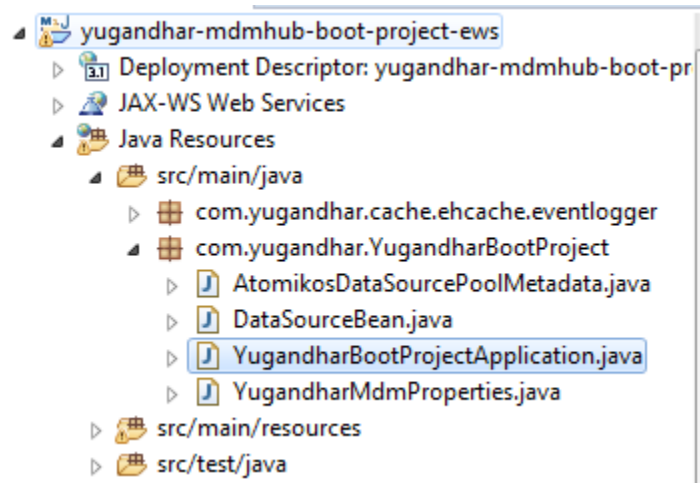 yugandhar-mdmhub-boot-project-ews
Deployment Descriptor: yugandhar-mdmhub-boot-pr
JAX-WS Web Services
Java Resources
src/main/java
com.yugandhar.cache.ehcache.eventlogger
com.yugandhar.YugandharBootProject
AtomikosDataSourcePoolMetadata.java
DataSourceBean.java
YugandharBootProjectApplication.java
YugandharMdmProperties.java
src/main/resources
src/test/java